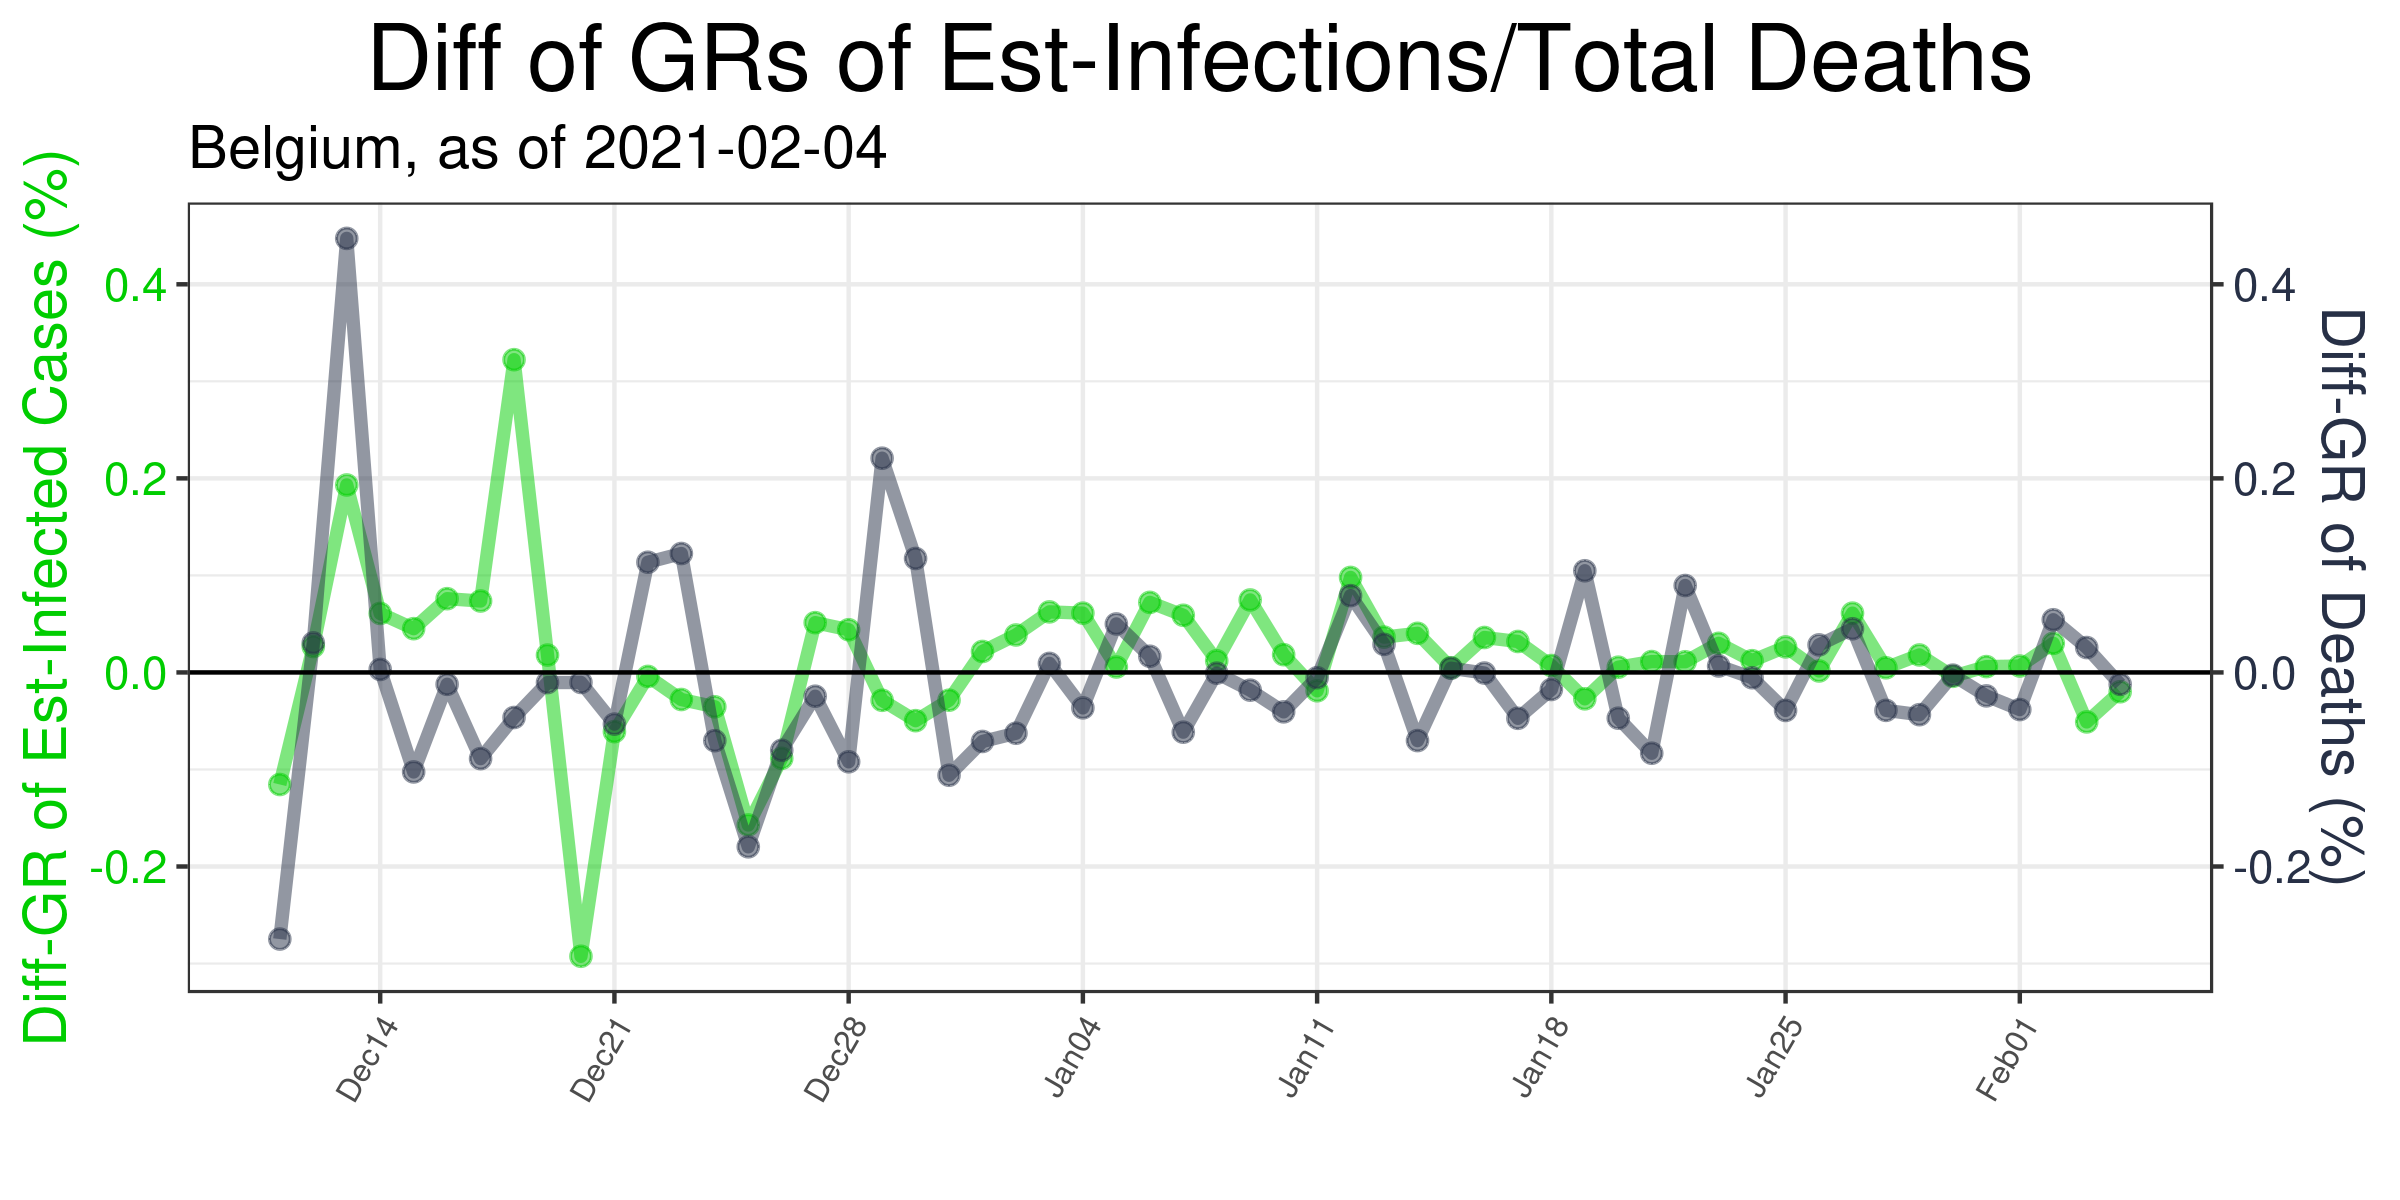 Diff of GRs of Est-Infections/Total Deaths
Belgium, as of 2021-02-04
Diff-GR of Est-Infected Cases (%)
0.4
0.2
0.0
-0.2
0.4
0.2
0.0
-0.2
Diff-GR of Deaths (%)
Dec14
Dec21
Dec28
Jan04
Jan11
Jan18
Jan25
Feb01